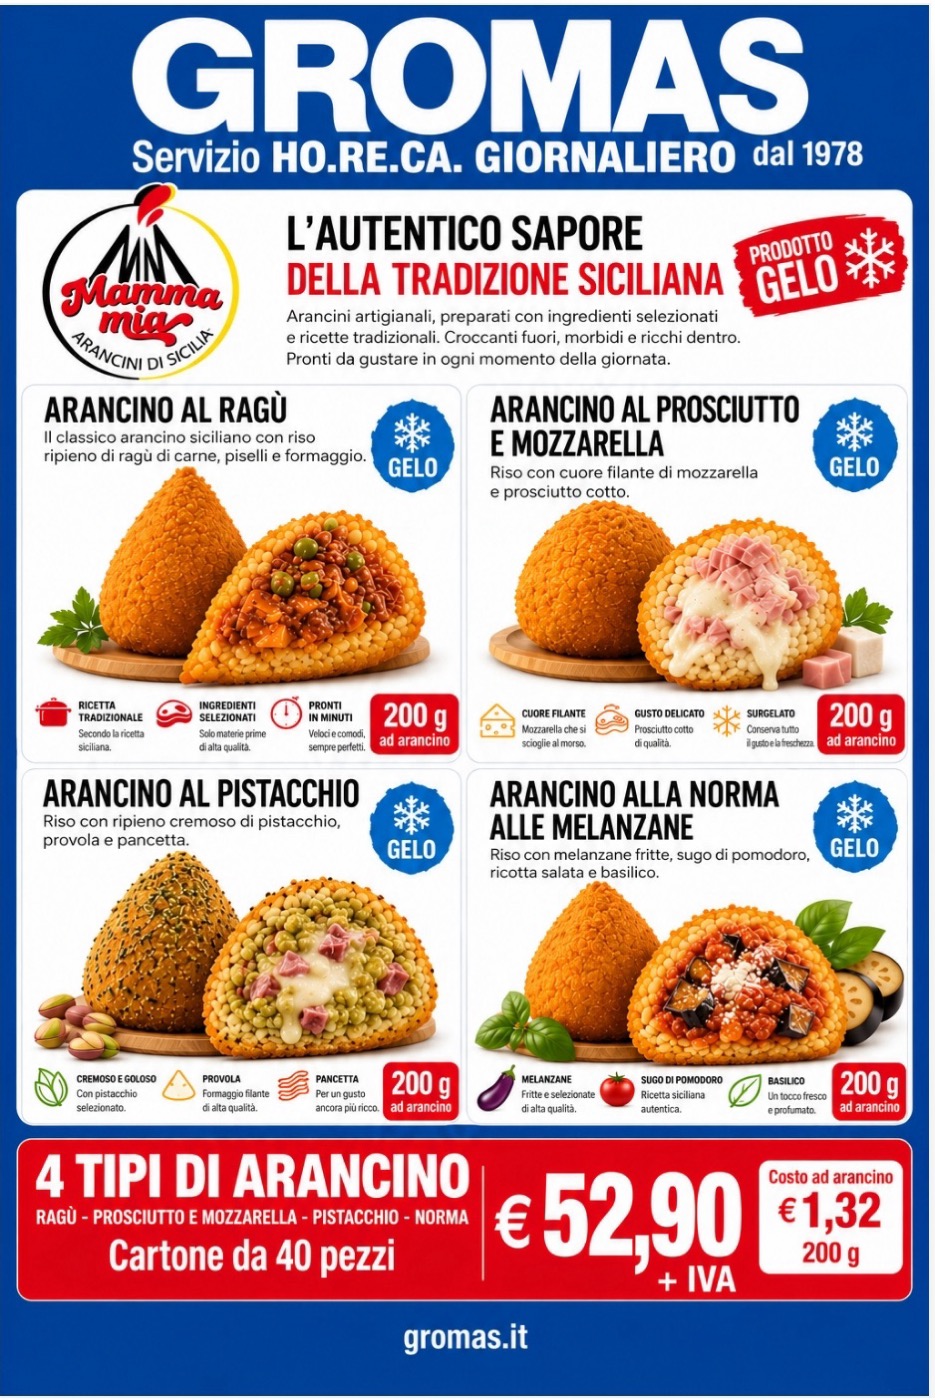 GROMAS
Servizio HO.RE.CA. GIORNALIERO dal 1978
Mamma
mia
ARANCINI DI SICILIA
L'AUTENTICO SAPORE
DELLA TRADIZIONE SICILIANA
Arancini artigianali, preparati con ingredienti selezionati
e ricette tradizionali. Croccanti fuori, morbidi e ricchi dentro.
Pronti da gustare in ogni momento della giornata.
PRODOTTO
GELO
ARANCINO AL RAGÙ
Il classico arancino siciliano con riso
ripieno di ragù di carne, piselli e formaggio.
GELO
RICETTA
TRADIZIONALE
Secondo la ricetta
siciliana.
INGREDIENTI
SELEZIONATI
Solo materie prime
di alta qualità.
PRONTI
IN MINUTI
Veloci e comodi,
sempre perfetti.
200 g
ad arancino
ARANCINO AL PROSCIUTTO
E MOZZARELLA
Riso con cuore filante di mozzarella
e prosciutto cotto.
GELO
CUORE FILANTE
Mozzarella che si
scioglie al morso.
GUSTO DELICATO
Prosciutto cotto
di qualità.
SURGELATO
Conserva tutto
il gusto e la freschezza.
200 g
ad arancino
ARANCINO AL PISTACCHIO
Riso con ripieno cremoso di pistacchio,
provola e pancetta.
GELO
CREMOSO E GOLOSO
Con pistacchio
selezionato.
PROVOLA
Formaggio filante
di alta qualità.
PANCETTA
Per un gusto
ancora più ricco.
200 g
ad arancino
ARANCINO ALLA NORMA
ALLE MELANZANE
Riso con melanzane fritte, sugo di pomodoro,
ricotta salata e basilico.
GELO
MELANZANE
Fritte e selezionate
di alta qualità.
SUGO DI POMODORO
Ricetta siciliana
autentica.
BASILICO
Un tocco fresco
e profumato.
200 g
ad arancino
4 TIPI DI ARANCINO
RAGÙ - PROSCIUTTO E MOZZARELLA - PISTACCHIO - NORMA
Cartone da 40 pezzi
€ 52,90
+ IVA
Costo ad arancino
€ 1,32
200 g
gromas.it